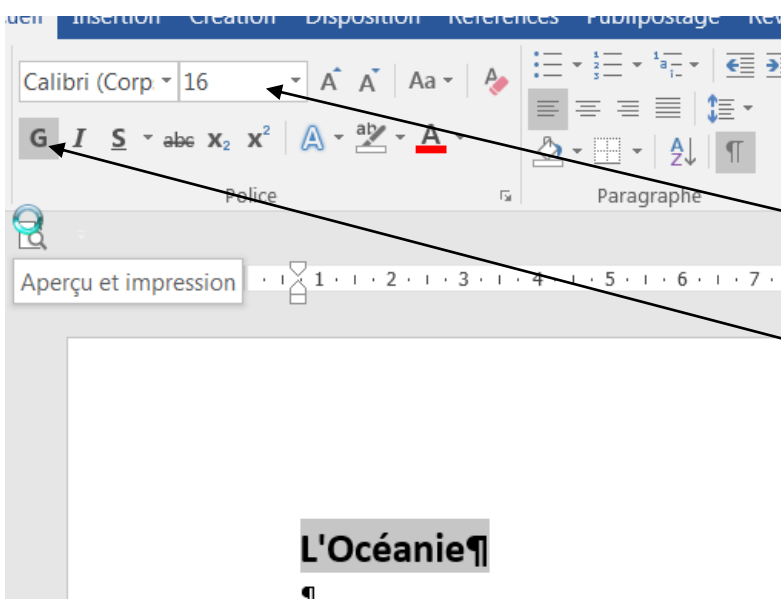 Insertion Création Disposition Références Publipostage
Calibri (Corp 16 A A Aa
G I S abc X₂ X² A ab A
A Z ¶
Police Paragraphe
Aperçu et impression
1 2 3 4 5 6 7
L'Océanie¶
¶